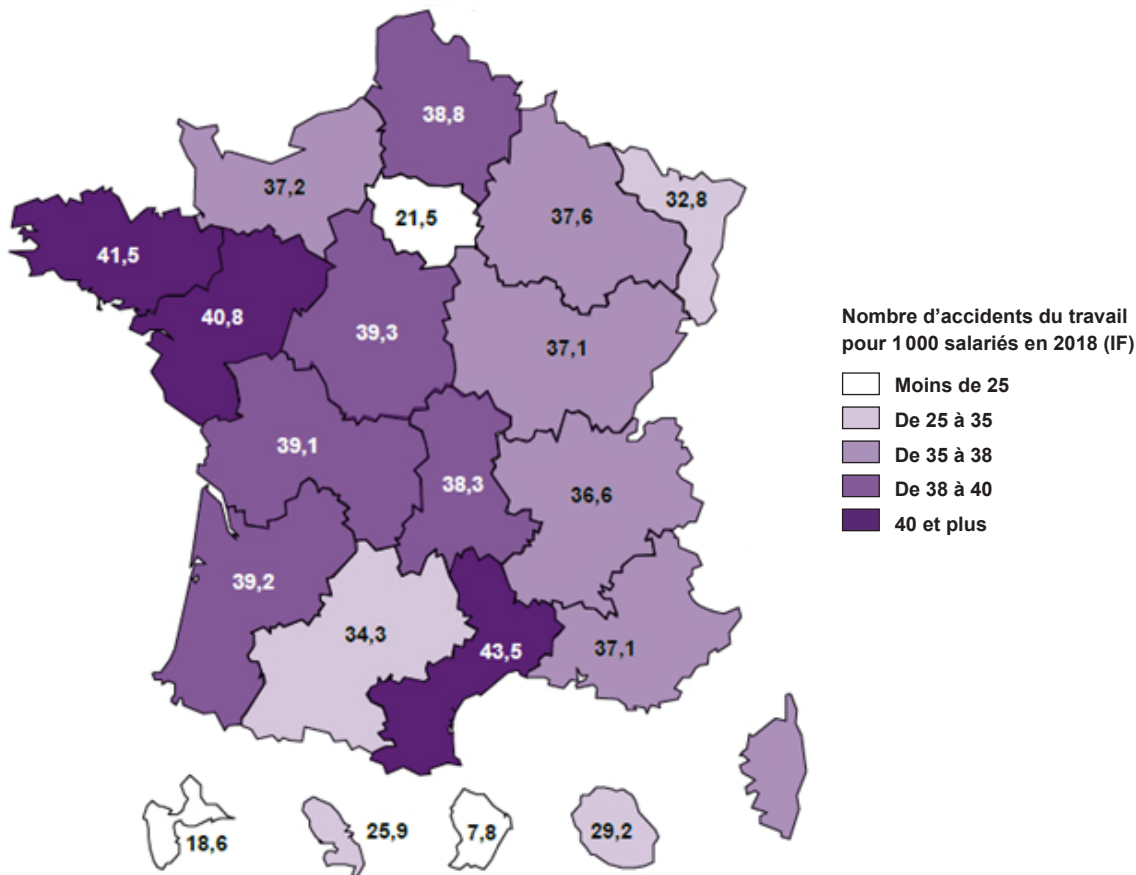 38,8
37,2
32,8
21,5
37,6
41,5
40,8
39,3
37,1
39,1
38,3
36,6
39,2
34,3
43,5
37,1
18,6
25,9
7,8
29,2
Nombre d’accidents du travail
pour 1 000 salariés en 2018 (IF)
Moins de 25
De 25 à 35
De 35 à 38
De 38 à 40
40 et plus